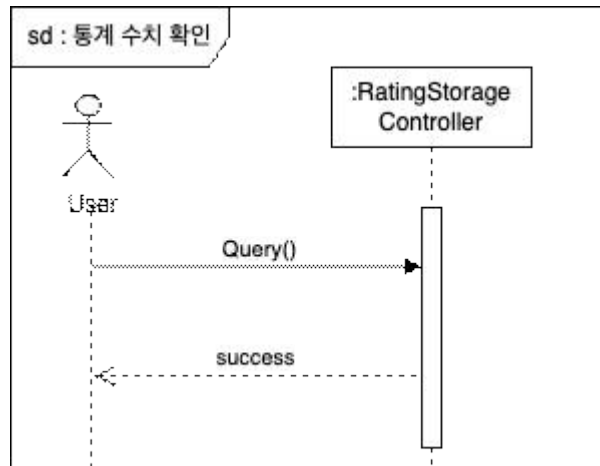 sd : 통계 수치 확인
:RatingStorage
Controller
User
Query()
success